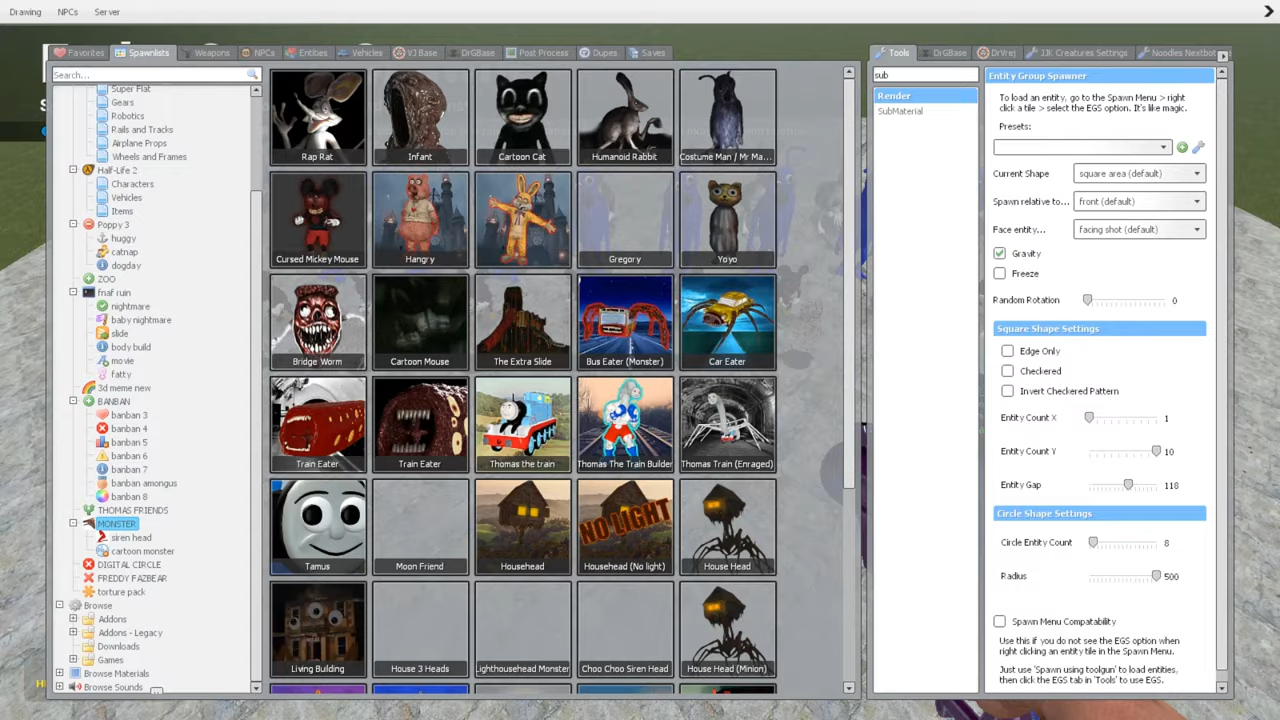 Drawing NPCs Server
Favorites Spawnlists Weapons NPCs Entities Vehicles VJ Base DrGBase Post Process Dupes Saves
Search...
Super Flat
Gears
Robotics
Rails and Tracks
Airplane Props
Wheels and Frames
Half-Life 2
Characters
Vehicles
Items
Poppy 3
huggy
catnap
dogday
ZOO
fnaf ruin
nightmare
baby nightmare
slide
body build
movie
fatty
3d meme new
BANBAN
banban 3
banban 4
banban 5
banban 6
banban 7
banban amongus
banban 8
THOMAS FRIENDS
MONSTER
siren head
cartoon monster
DIGITAL CIRCLE
FREDDY FAZBEAR
torture pack
Browse
Addons
Addons - Legacy
Downloads
Games
Browse Materials
Browse Sounds
Rap Rat Infant Cartoon Cat Humanoid Rabbit Costume Man / Mr Ma...
Cursed Mickey Mouse Hangry Gregory Yoyo
Bridge Worm Cartoon Mouse The Extra Slide Bus Eater (Monster) Car Eater
Train Eater Train Eater Thomas the train Thomas The Train Builder Thomas Train (Enraged)
NO LIGHT
Tamus Moon Friend Househead Househead (No light) House Head
Living Building House 3 Heads Lighthousehead Monster Choo Choo Siren Head House Head (Minion)
Tools DrGBase DrVrej JJK Creatures Settings Noodles Nextbot
sub
Render
SubMaterial
Entity Group Spawner
To load an entity, go to the Spawn Menu > right
click a tile > select the EGS option. It's like magic.
Presets:
Current Shape square area (default)
Spawn relative to... front (default)
Face entity... facing shot (default)
Gravity
Freeze
Random Rotation 0
Square Shape Settings
Edge Only
Checkered
Invert Checkered Pattern
Entity Count X 1
Entity Count Y 10
Entity Gap 118
Circle Shape Settings
Circle Entity Count 8
Radius 500
Spawn Menu Compatability
Use this if you do not see the EGS option when
right clicking an entity tile in the Spawn Menu.
Just use 'Spawn using toolgun' to load entities,
then click the EGS tab in 'Tools' to use EGS.